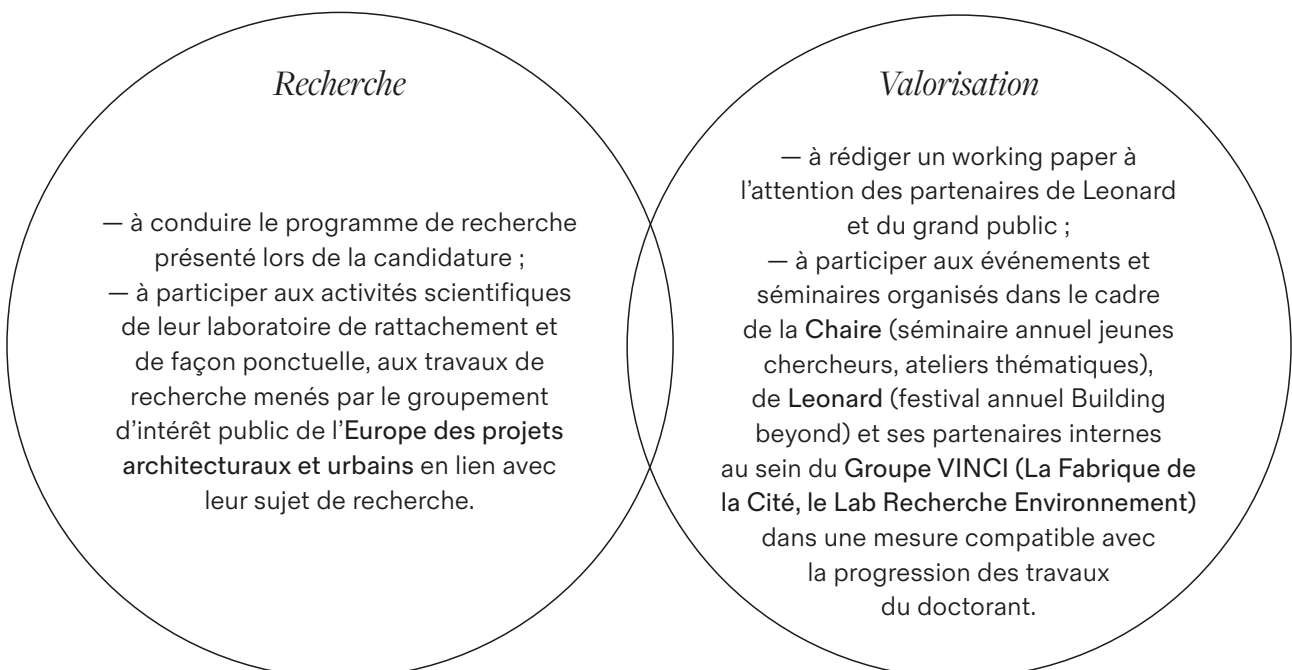 Recherche
— à conduire le programme de recherche
présenté lors de la candidature ;
— à participer aux activités scientifiques
de leur laboratoire de rattachement et
de façon ponctuelle, aux travaux de
recherche menés par le groupement
d’intérêt public de l’Europe des projets
architecturaux et urbains en lien avec
leur sujet de recherche.
Valorisation
— à rédiger un working paper à
l’attention des partenaires de Leonard
et du grand public ;
— à participer aux événements et
séminaires organisés dans le cadre
de la Chaire (séminaire annuel jeunes
chercheurs, ateliers thématiques),
de Leonard (festival annuel Building
beyond) et ses partenaires internes
au sein du Groupe VINCI (La Fabrique de
la Cité, le Lab Recherche Environnement)
dans une mesure compatible avec
la progression des travaux
du doctorant.